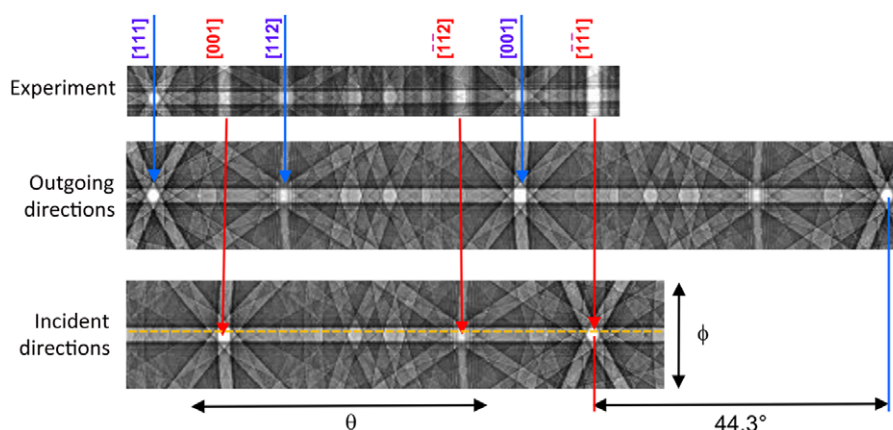 [111]
[001]
[112]
[1̄1̄2]
[001]
[1̄1̄1]
Experiment
Outgoing
directions
Incident
directions
ϕ
θ
44.3°